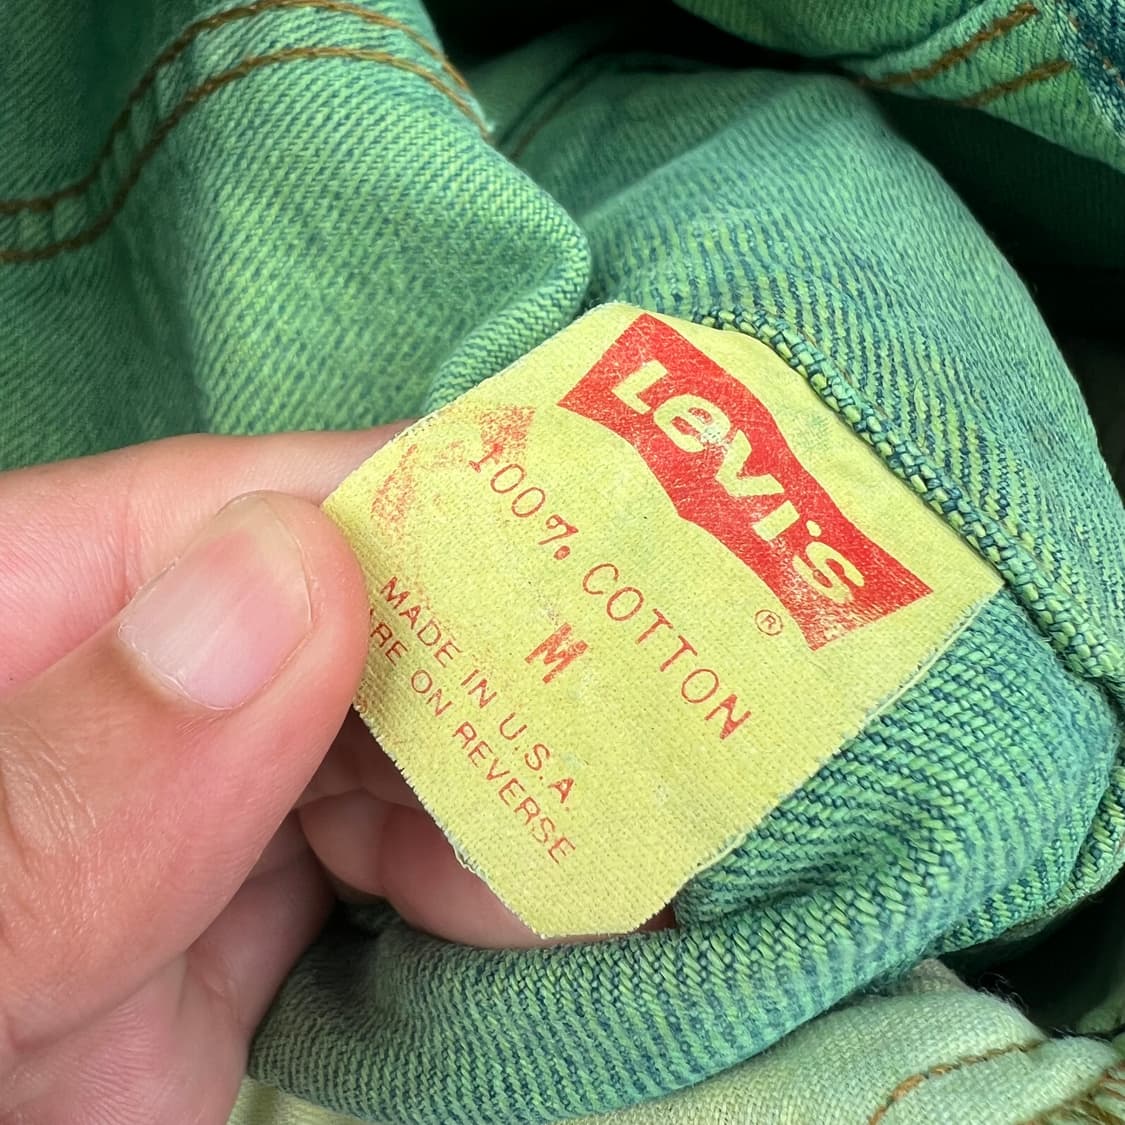 Levi's ®
100% COTTON
M
MADE IN U.S.A.
RE ON REVERSE